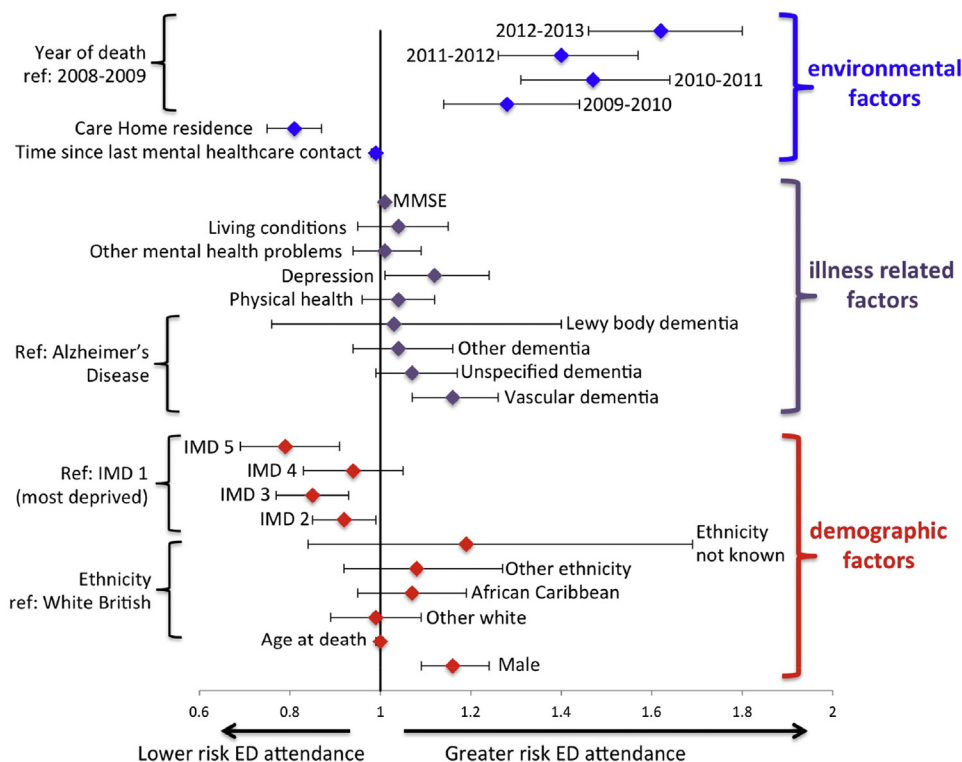 2012-2013
Year of death
ref: 2008-2009
2011-2012
2010-2011
2009-2010
environmental
factors
Care Home residence
Time since last mental healthcare contact
MMSE
Living conditions
Other mental health problems
Depression
Physical health
illness related
factors
Lewy body dementia
Ref: Alzheimer's
Disease
Other dementia
Unspecified dementia
Vascular dementia
IMD 5
Ref: IMD 1
(most deprived)
IMD 4
IMD 3
IMD 2
demographic
factors
Ethnicity
not known
Ethnicity
ref: White British
Other ethnicity
African Caribbean
Other white
Age at death
Male
0.6 0.8 1 1.2 1.4 1.6 1.8 2
Lower risk ED attendance Greater risk ED attendance